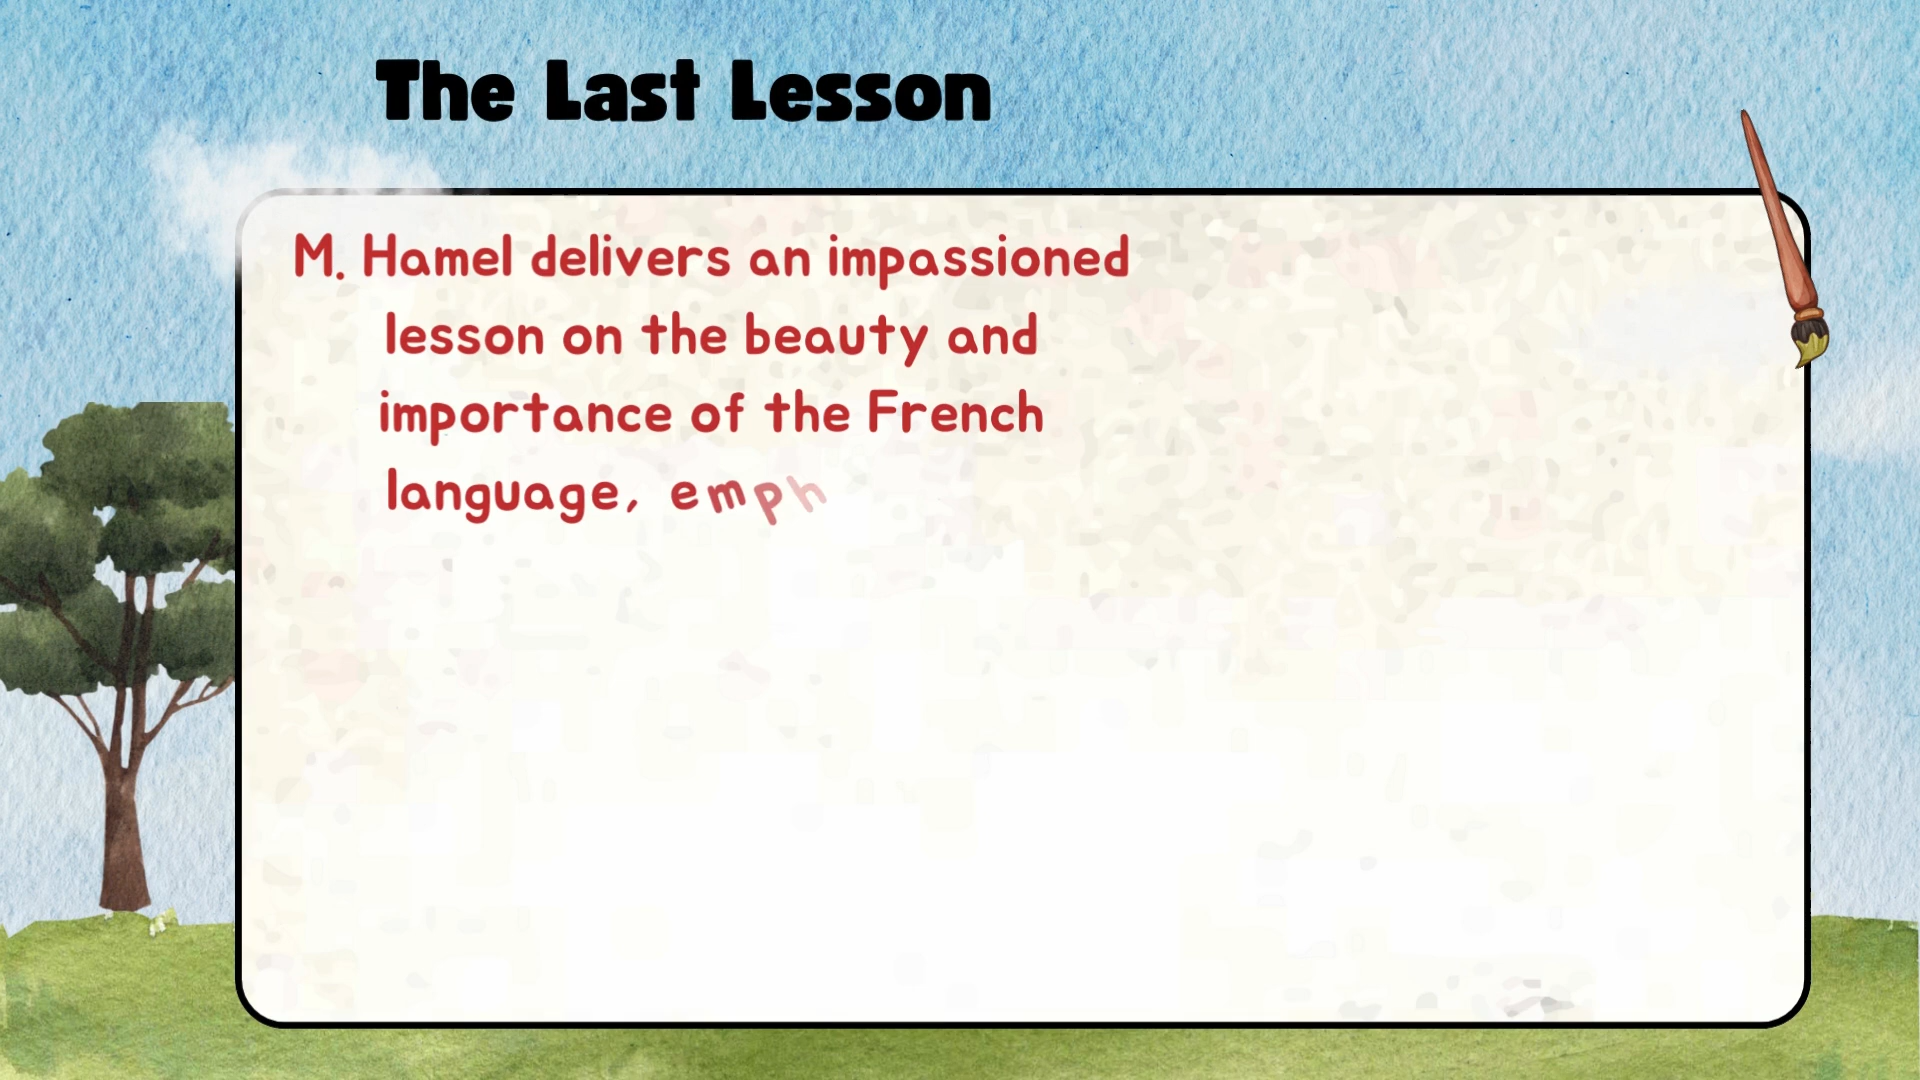 The Last Lesson
M. Hamel delivers an impassioned
lesson on the beauty and
importance of the French
language, emph